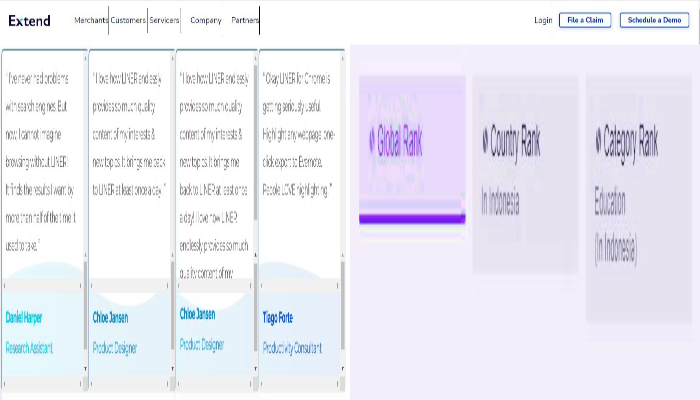 Extend
Merchants Customers Servicers Company Partners
Login File a Claim Schedule a Demo
" I've never had problems
with search engines. But
now I cannot imagine
browsing without LINER!
It finds the results I want by
more than half of the time it
used to take. "
Daniel Harper
Research Assistant
" I love how LINER endlessly
provides so much quality
content of my interests &
new topics. It brings me back
to LINER at least once a day. "
Chloe Jansen
Product Designer
" I love how LINER endlessly
provides so much quality
content of my interests &
new topics. It brings me
back to LINER at least once
a day! I love how LINER
endlessly provides so much
quality content of my
Chloe Jansen
Product Designer
" Okay LINER for Chrome is
getting seriously useful.
Highlight any webpage, one-
click export to Evernote.
People LOVE highlighting. "
Tiago Forte
Productivity Consultant
Global Rank
Country Rank
In Indonesia
Category Rank
Education
(In Indonesia)